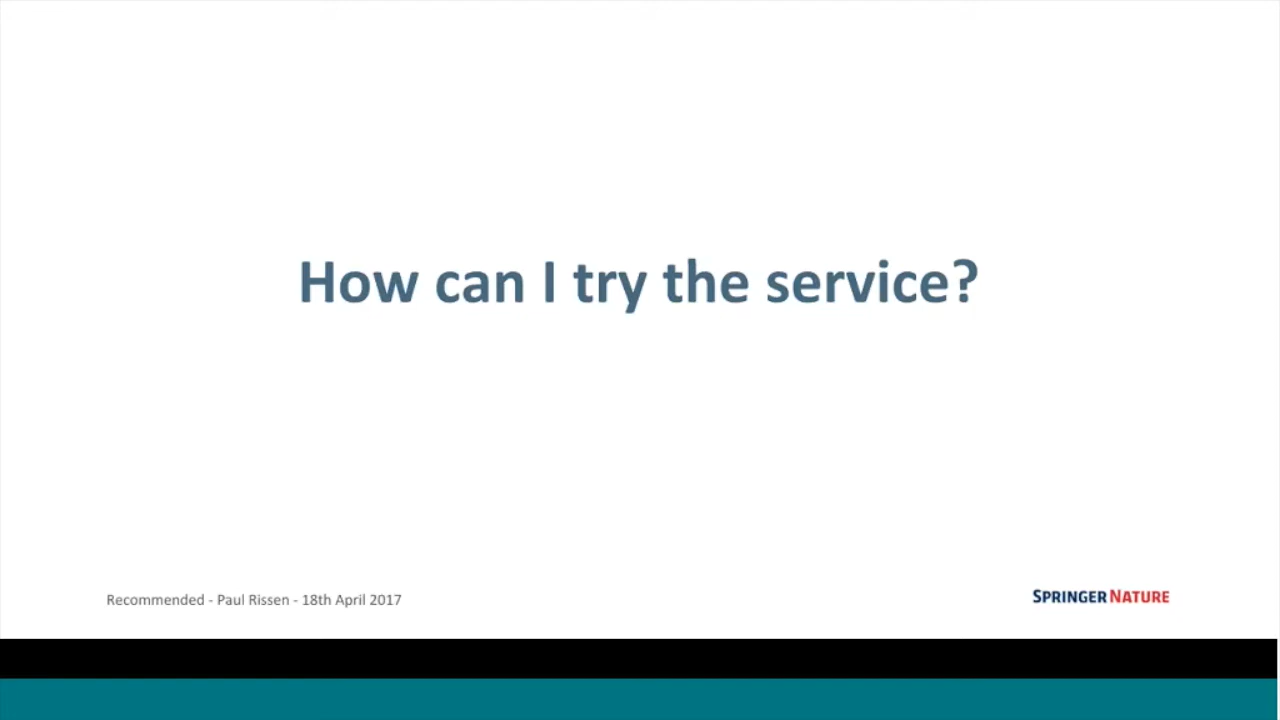 How can I try the service?
Recommended - Paul Rissen - 18th April 2017
SPRINGER NATURE